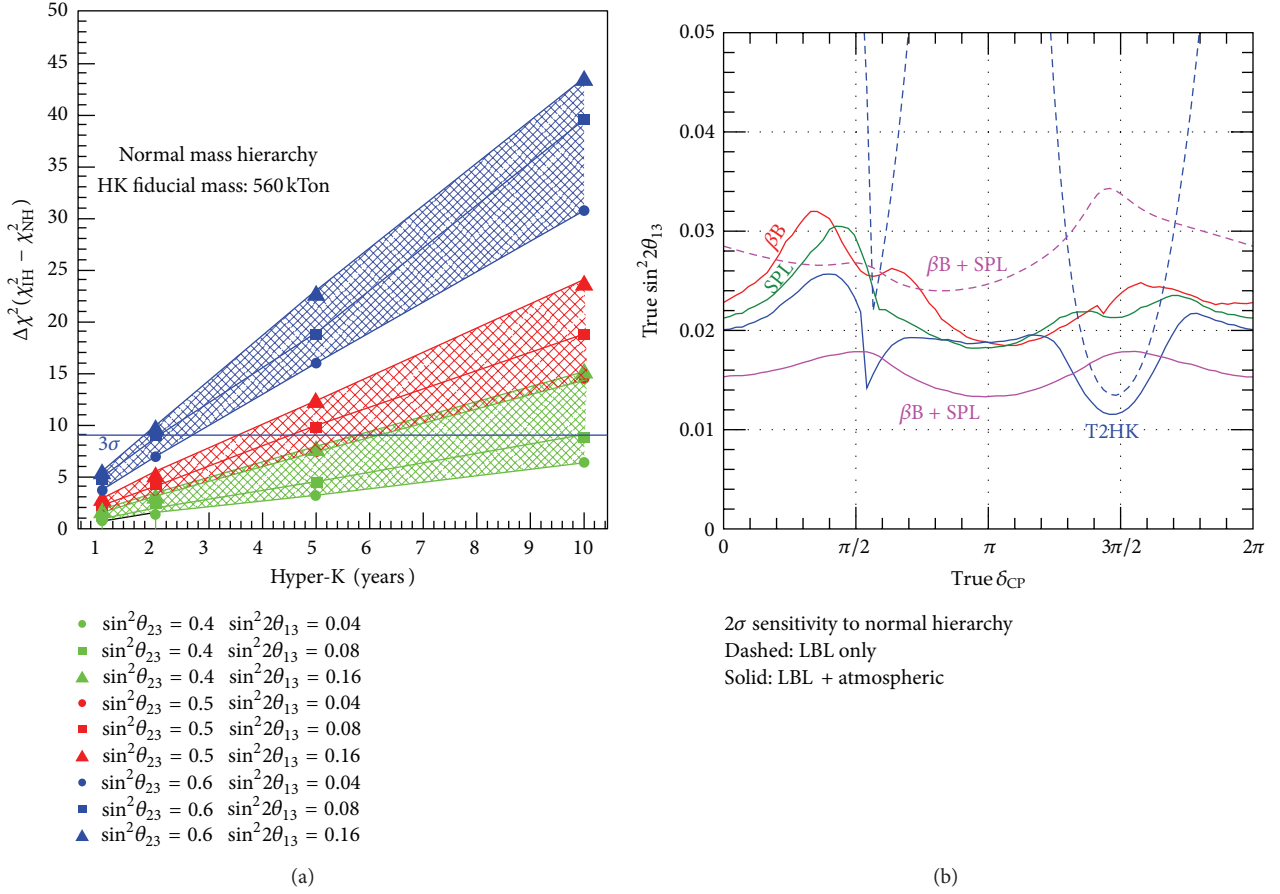 50
45
40
35
30
25
20
15
10
5
0
Δχ²(χ²_IH − χ²_NH)
Normal mass hierarchy
HK fiducial mass: 560 kTon
3σ
1 2 3 4 5 6 7 8 9 10
Hyper-K (years)
sin²θ₂₃ = 0.4 sin²2θ₁₃ = 0.04
sin²θ₂₃ = 0.4 sin²2θ₁₃ = 0.08
sin²θ₂₃ = 0.4 sin²2θ₁₃ = 0.16
sin²θ₂₃ = 0.5 sin²2θ₁₃ = 0.04
sin²θ₂₃ = 0.5 sin²2θ₁₃ = 0.08
sin²θ₂₃ = 0.5 sin²2θ₁₃ = 0.16
sin²θ₂₃ = 0.6 sin²2θ₁₃ = 0.04
sin²θ₂₃ = 0.6 sin²2θ₁₃ = 0.08
sin²θ₂₃ = 0.6 sin²2θ₁₃ = 0.16
(a)
0.05
0.04
0.03
0.02
0.01
0
True sin²2θ₁₃
βB
SPL
βB + SPL
βB + SPL
T2HK
0 π/2 π 3π/2 2π
True δ_CP
2σ sensitivity to normal hierarchy
Dashed: LBL only
Solid: LBL + atmospheric
(b)